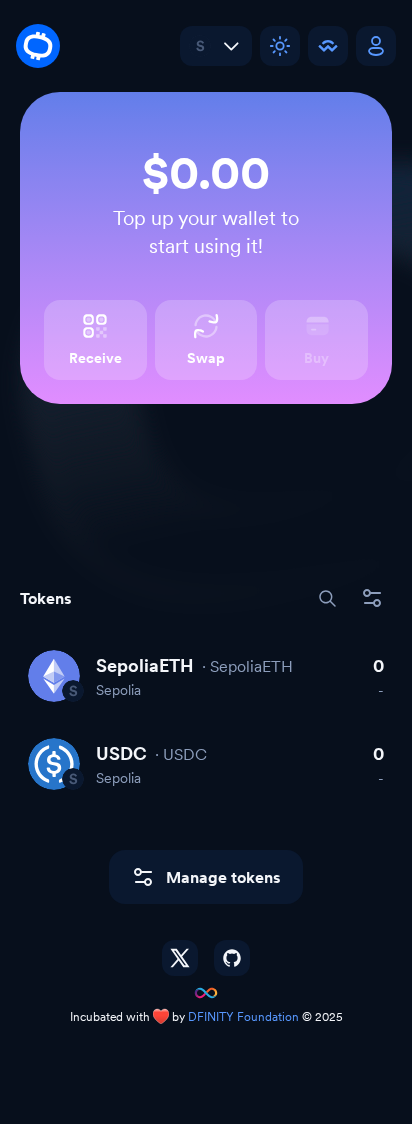 S
$0.00
Top up your wallet to
start using it!
Receive Swap Buy
Tokens
SepoliaETH · SepoliaETH 0
S
Sepolia -
USDC · USDC 0
S
Sepolia -
Manage tokens
Incubated with ❤️ by DFINITY Foundation © 2025